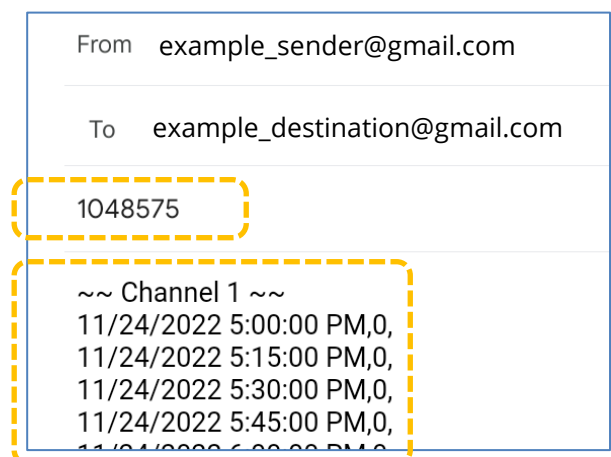 From example_sender@gmail.com
To example_destination@gmail.com
1048575
~~ Channel 1 ~~
11/24/2022 5:00:00 PM,0,
11/24/2022 5:15:00 PM,0,
11/24/2022 5:30:00 PM,0,
11/24/2022 5:45:00 PM,0,